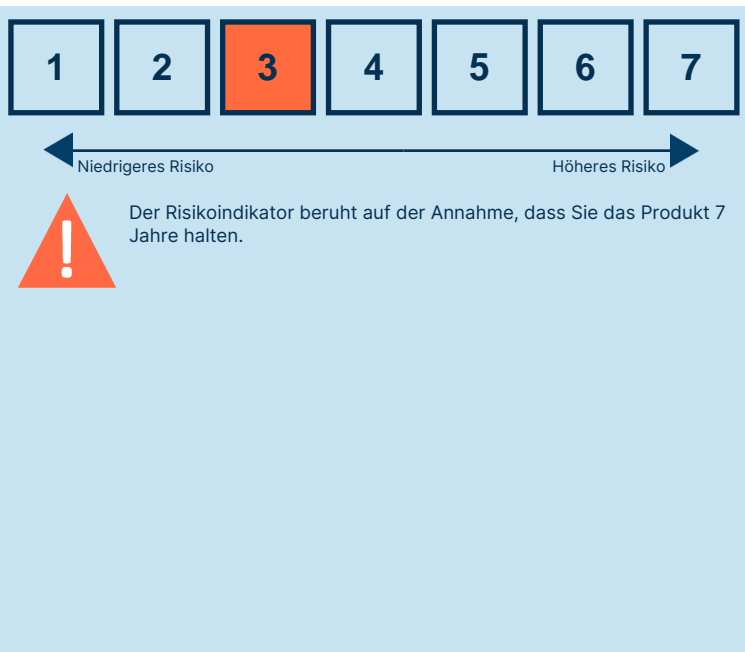 1 2 3 4 5 6 7
Niedrigeres Risiko Höheres Risiko
Der Risikoindikator beruht auf der Annahme, dass Sie das Produkt 7
Jahre halten.
!